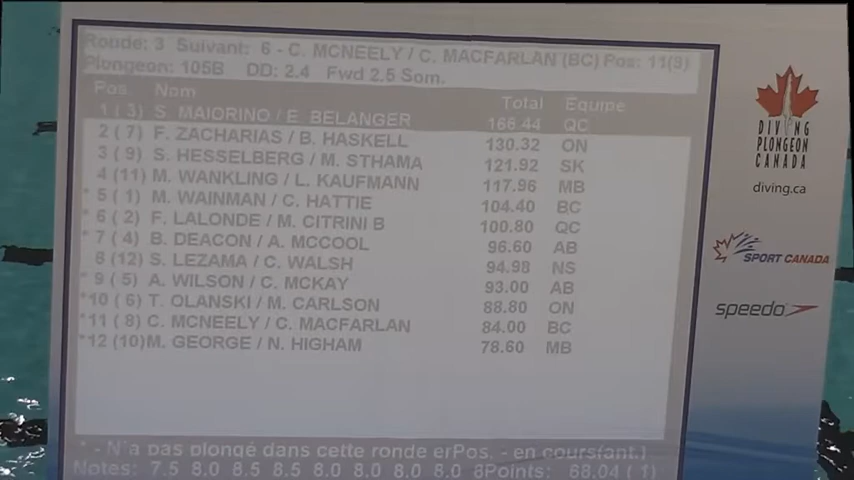 Ronde: 3 Suivant: 6 - C. MCNEELY / C. MACFARLAN (BC) Pos: 11(9)
Plongeon: 105B DD: 2.4 Fwd 2.5 Som.
Pos. Nom Total Équipe
1 (3) S. MAIORINO / E. BELANGER 166.44 QC
2 (7) F. ZACHARIAS / B. HASKELL 130.32 ON
3 (9) S. HESSELBERG / M. STHAMA 121.92 SK
4 (11) M. WANKLING / L. KAUFMANN 117.96 MB
* 5 (1) M. WAINMAN / C. HATTIE 104.40 BC
* 6 (2) F. LALONDE / M. CITRINI B 100.80 QC
* 7 (4) B. DEACON / A. MCCOOL 96.60 AB
8 (12) S. LEZAMA / C. WALSH 94.98 NS
* 9 (5) A. WILSON / C. MCKAY 93.00 AB
*10 (6) T. OLANSKI / M. CARLSON 88.80 ON
*11 (8) C. MCNEELY / C. MACFARLAN 84.00 BC
*12 (10)M. GEORGE / N. HIGHAM 78.60 MB
* - N'a pas plongé dans cette ronde erPos. - en cours(ant.)
Notes: 7.5 8.0 8.5 8.5 8.0 8.0 8.0 8.0 8Points: 68.04 ( 1)
DIVING
PLONGEON
CANADA
diving.ca
SPORT CANADA
speedo